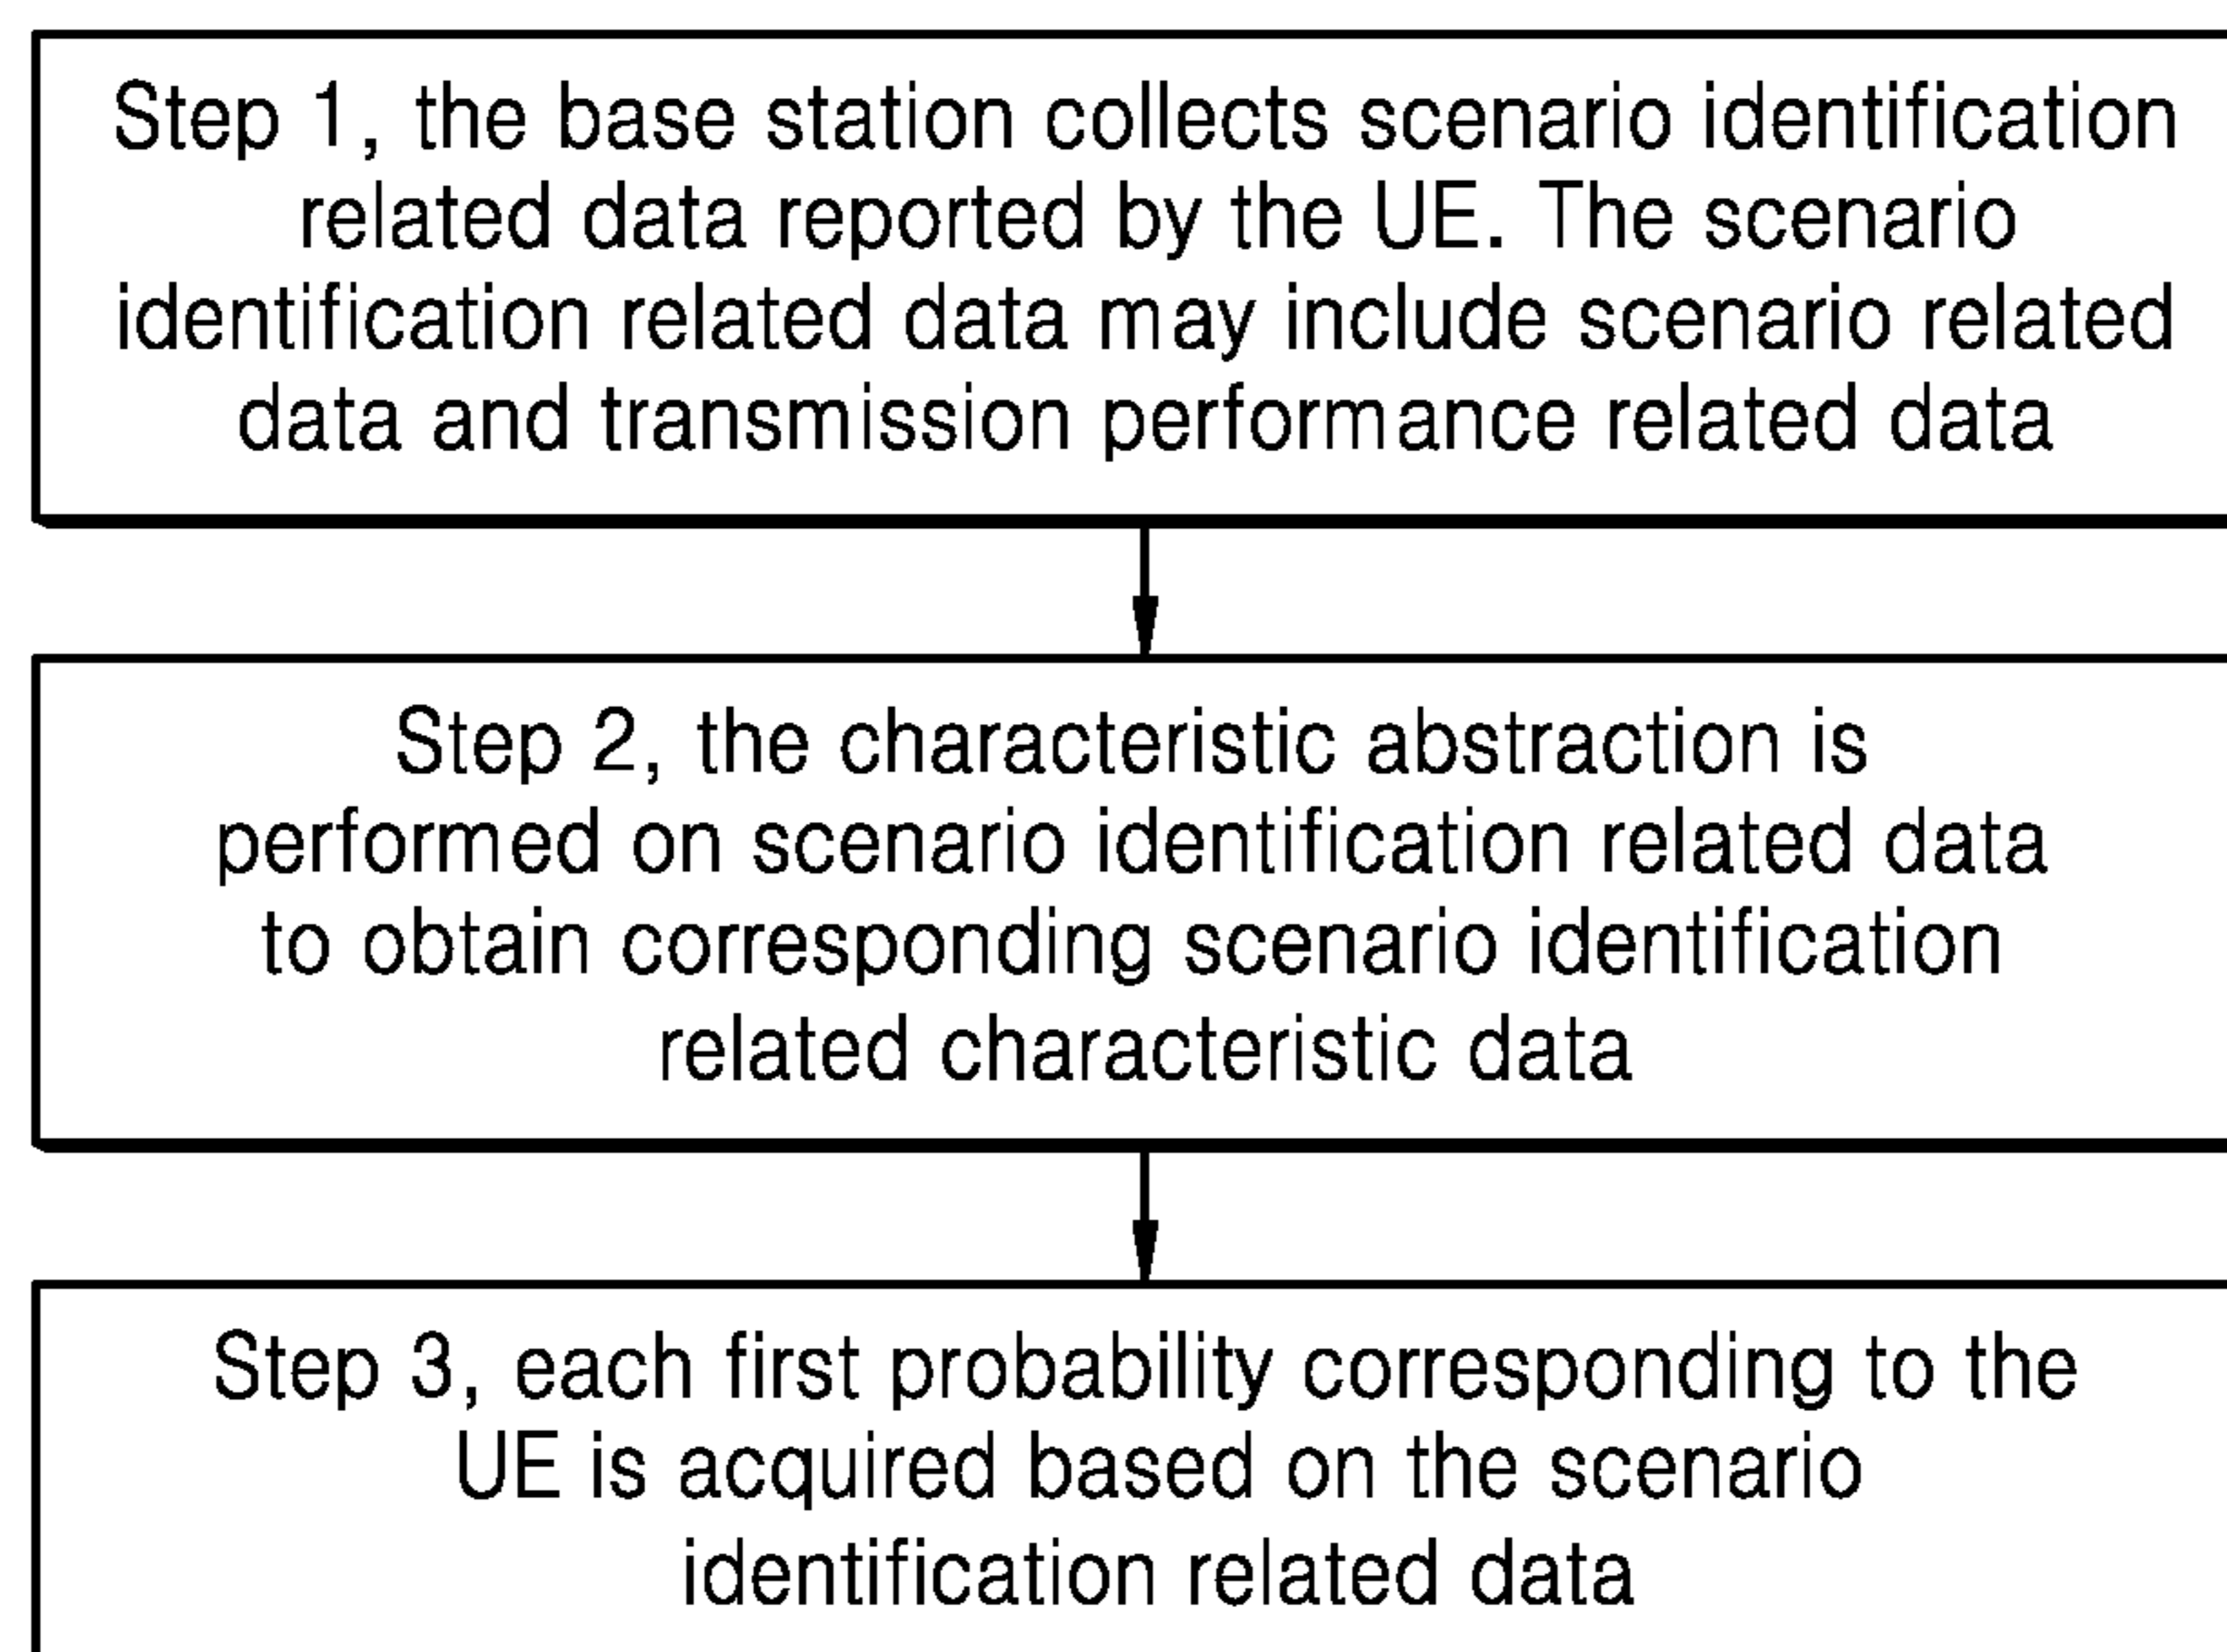 Step 1, the base station collects scenario identification
related data reported by the UE. The scenario
identification related data may include scenario related
data and transmission performance related data
Step 2, the characteristic abstraction is
performed on scenario identification related data
to obtain corresponding scenario identification
related characteristic data
Step 3, each first probability corresponding to the
UE is acquired based on the scenario
identification related data